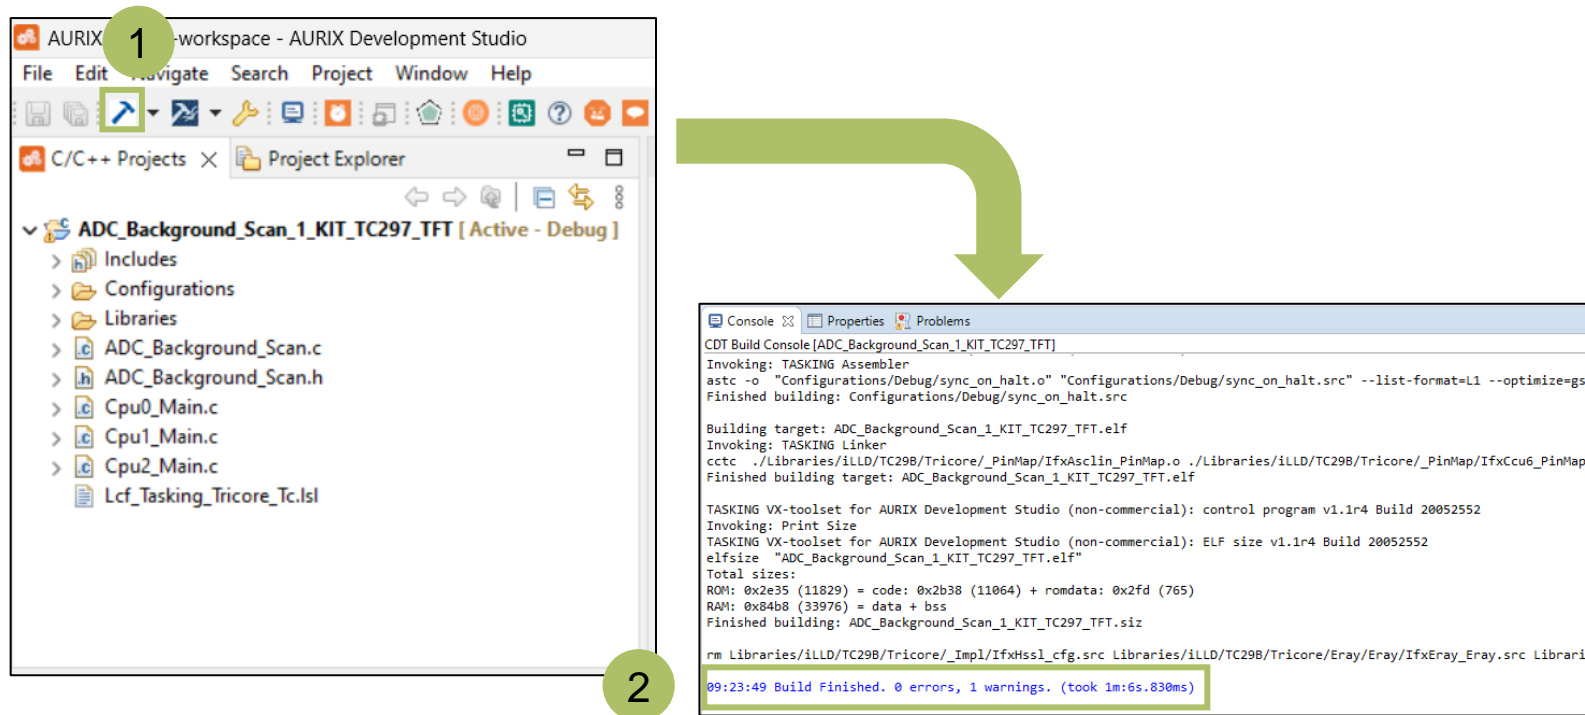 1
AURIX -workspace - AURIX Development Studio
File Edit Navigate Search Project Window Help
C/C++ Projects Project Explorer
ADC_Background_Scan_1_KIT_TC297_TFT [ Active - Debug ]
Includes
Configurations
Libraries
ADC_Background_Scan.c
ADC_Background_Scan.h
Cpu0_Main.c
Cpu1_Main.c
Cpu2_Main.c
Lcf_Tasking_Tricore_Tc.lsl
2
Console Properties Problems
CDT Build Console [ADC_Background_Scan_1_KIT_TC297_TFT]
Invoking: TASKING Assembler
astc -o "Configurations/Debug/sync_on_halt.o" "Configurations/Debug/sync_on_halt.src" --list-format=L1 --optimize=gs
Finished building: Configurations/Debug/sync_on_halt.src
Building target: ADC_Background_Scan_1_KIT_TC297_TFT.elf
Invoking: TASKING Linker
cctc ./Libraries/iLLD/TC29B/Tricore/_PinMap/IfxAsclin_PinMap.o ./Libraries/iLLD/TC29B/Tricore/_PinMap/IfxCcu6_PinMap
Finished building target: ADC_Background_Scan_1_KIT_TC297_TFT.elf
TASKING VX-toolset for AURIX Development Studio (non-commercial): control program v1.1r4 Build 20052552
Invoking: Print Size
TASKING VX-toolset for AURIX Development Studio (non-commercial): ELF size v1.1r4 Build 20052552
elfsize "ADC_Background_Scan_1_KIT_TC297_TFT.elf"
Total sizes:
ROM: 0x2e35 (11829) = code: 0x2b38 (11064) + romdata: 0x2fd (765)
RAM: 0x84b8 (33976) = data + bss
Finished building: ADC_Background_Scan_1_KIT_TC297_TFT.siz
rm Libraries/iLLD/TC29B/Tricore/_Impl/IfxHssl_cfg.src Libraries/iLLD/TC29B/Tricore/Eray/Eray/IfxEray_Eray.src Librari
09:23:49 Build Finished. 0 errors, 1 warnings. (took 1m:6s.830ms)